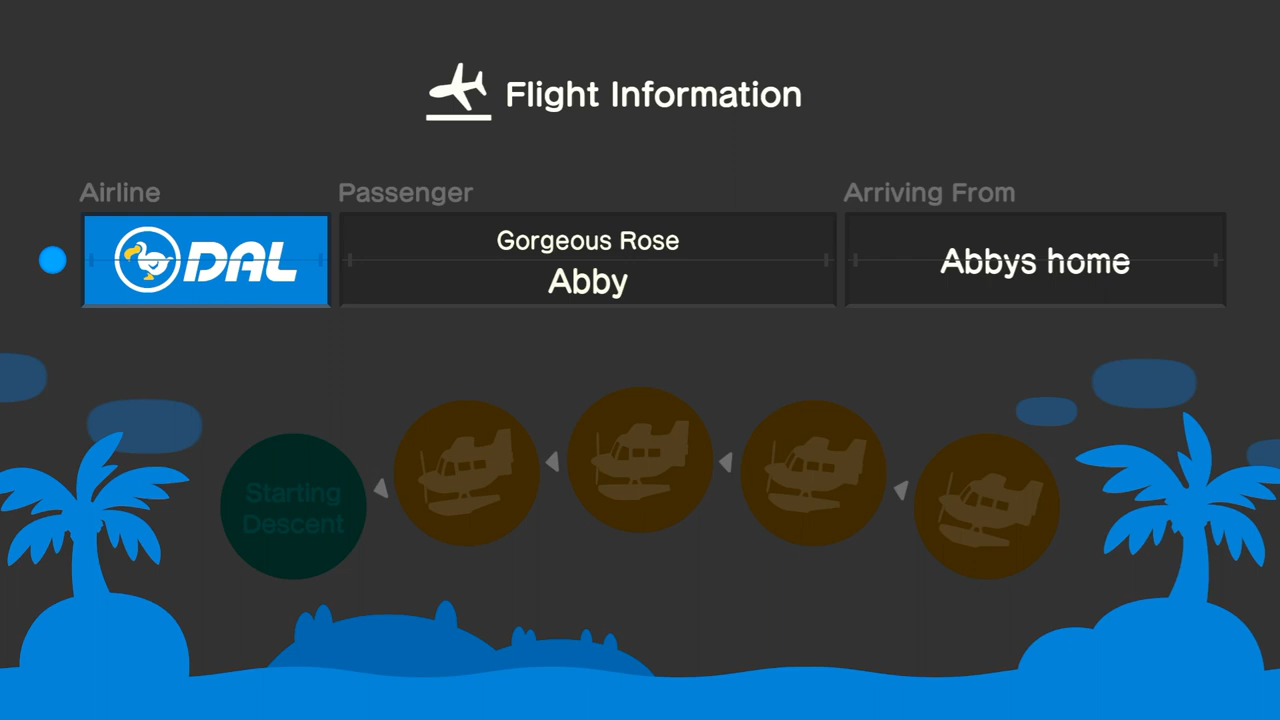 Flight Information
Airline
Passenger
Arriving From
DAL
Gorgeous Rose
Abby
Abbys home
Starting
Descent